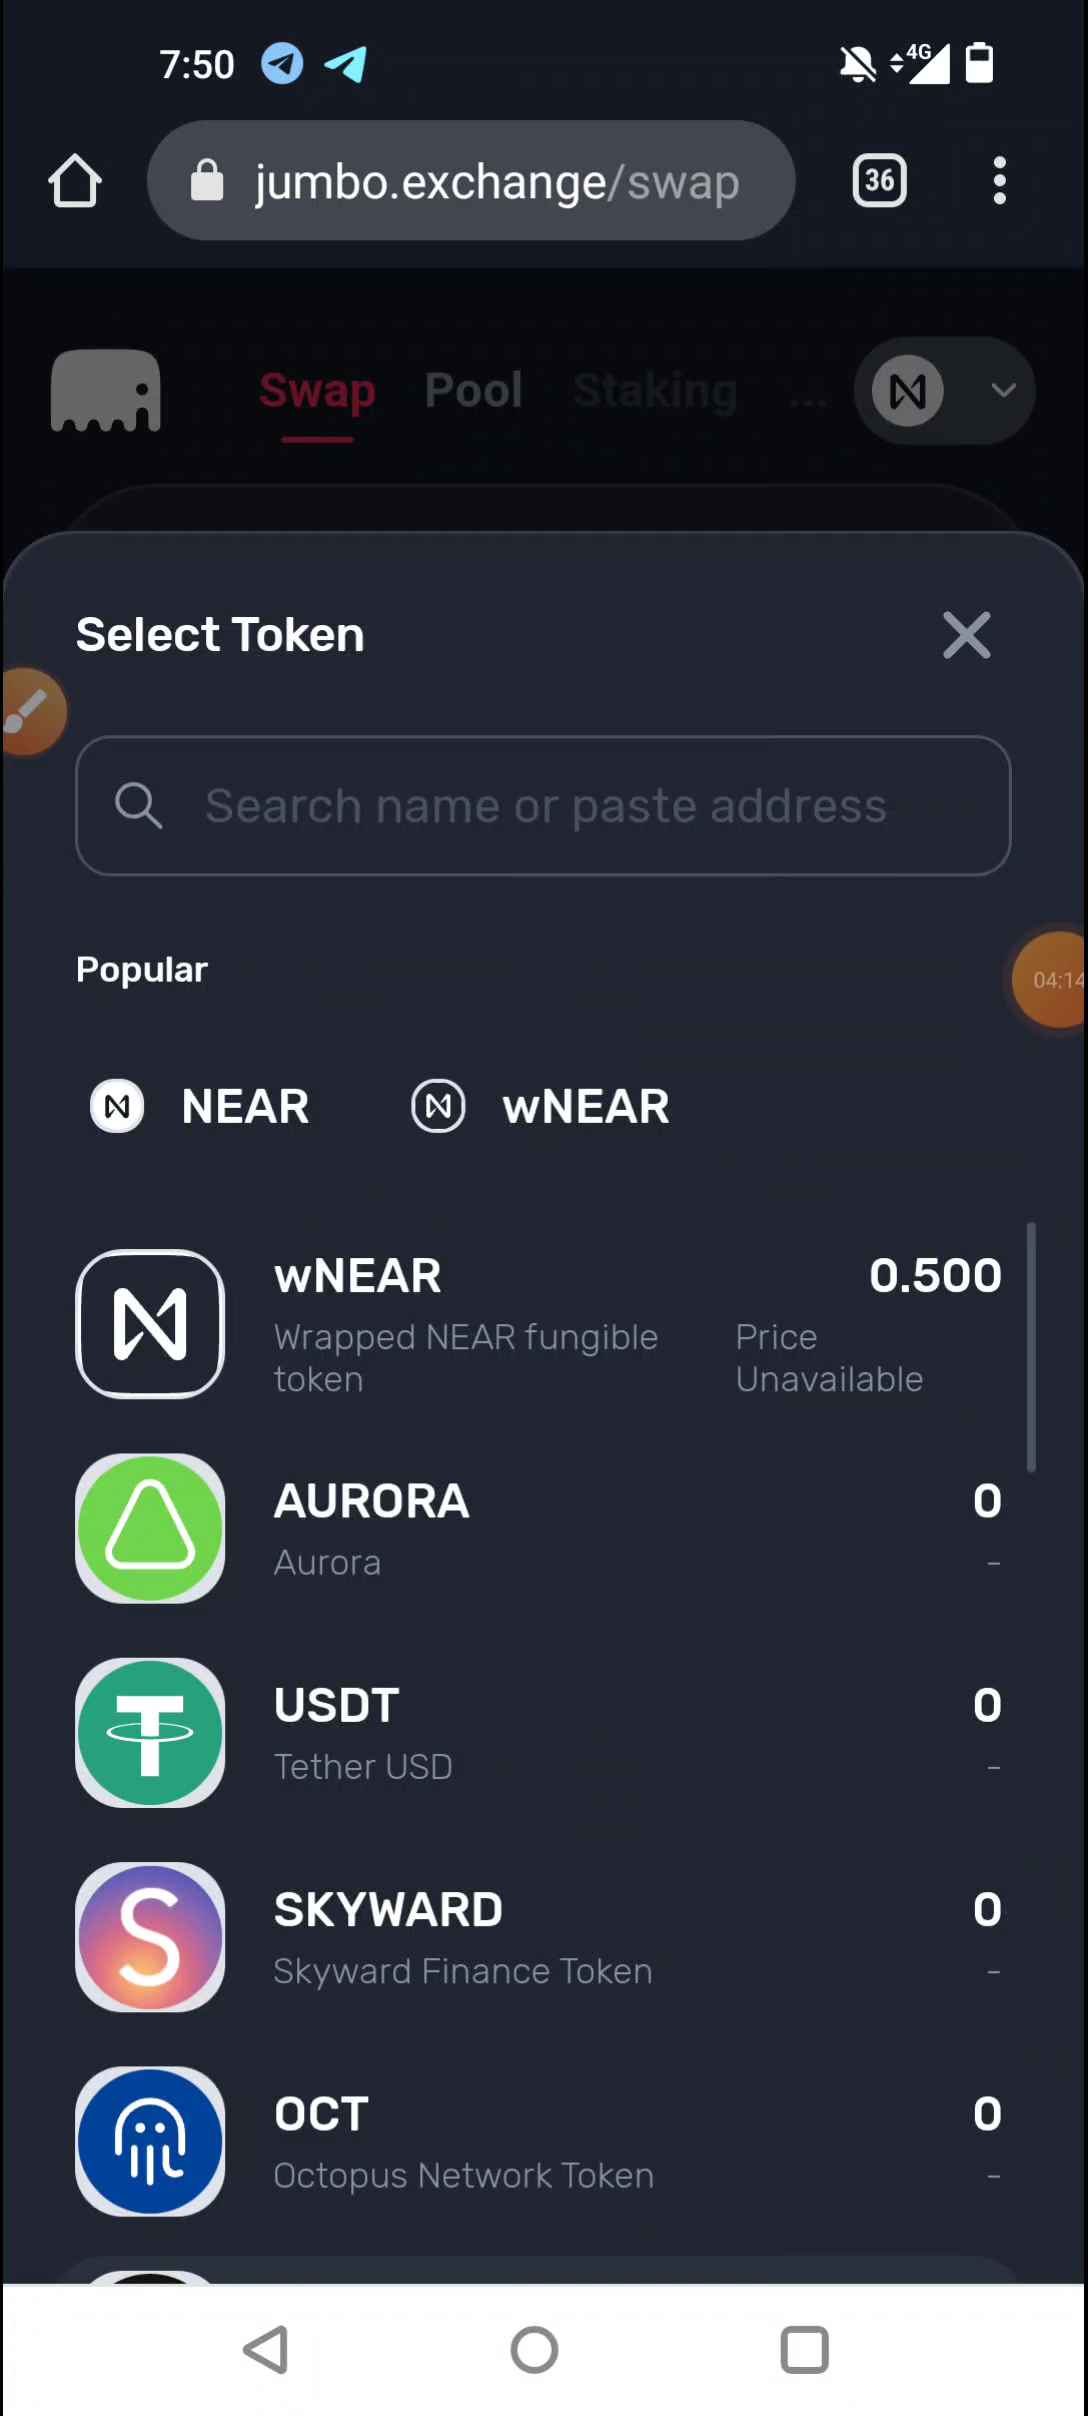 7:50
4G
jumbo.exchange/swap
36
Swap Pool Staking ...
Select Token
Search name or paste address
Popular
04:14
NEAR wNEAR
wNEAR 0.500
Wrapped NEAR fungible Price
token Unavailable
AURORA 0
Aurora -
USDT 0
Tether USD -
SKYWARD 0
Skyward Finance Token -
OCT 0
Octopus Network Token -